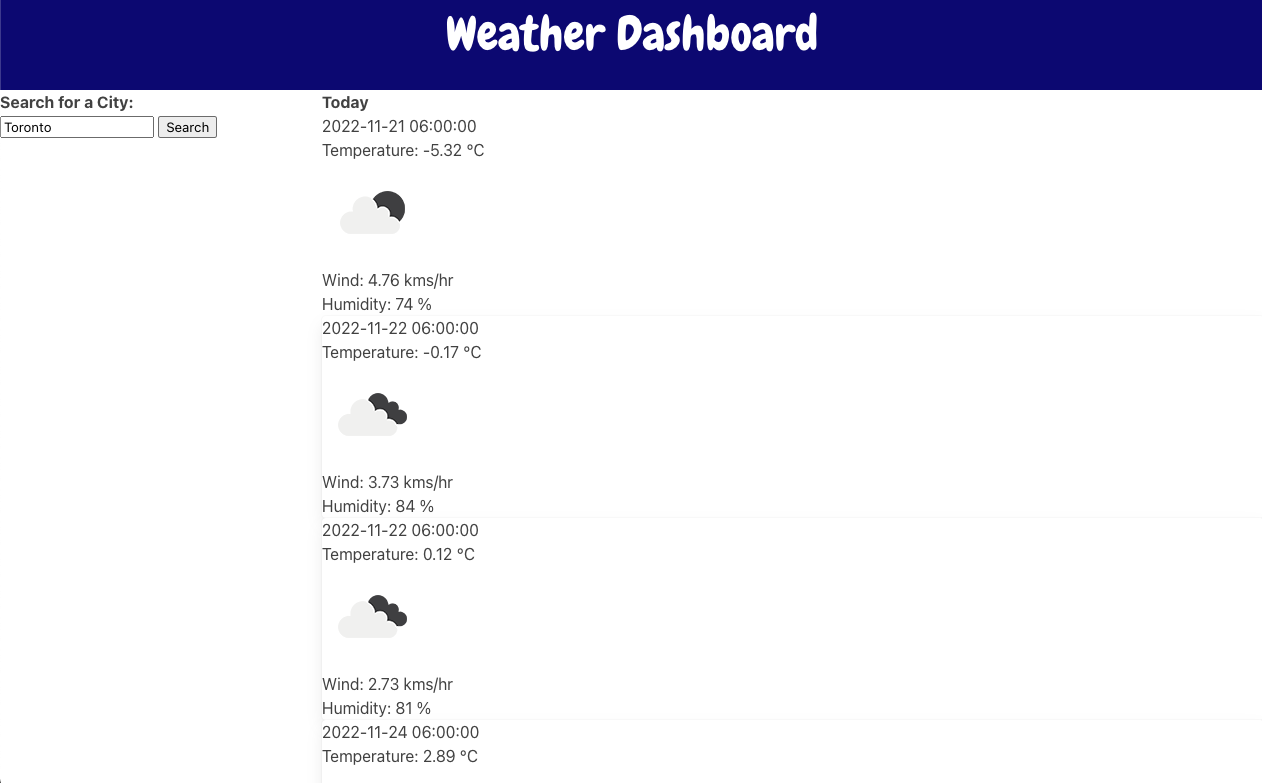 Weather Dashboard
Search for a City:
Toronto Search
Today
2022-11-21 06:00:00
Temperature: -5.32 °C
Wind: 4.76 kms/hr
Humidity: 74 %
2022-11-22 06:00:00
Temperature: -0.17 °C
Wind: 3.73 kms/hr
Humidity: 84 %
2022-11-22 06:00:00
Temperature: 0.12 °C
Wind: 2.73 kms/hr
Humidity: 81 %
2022-11-24 06:00:00
Temperature: 2.89 °C